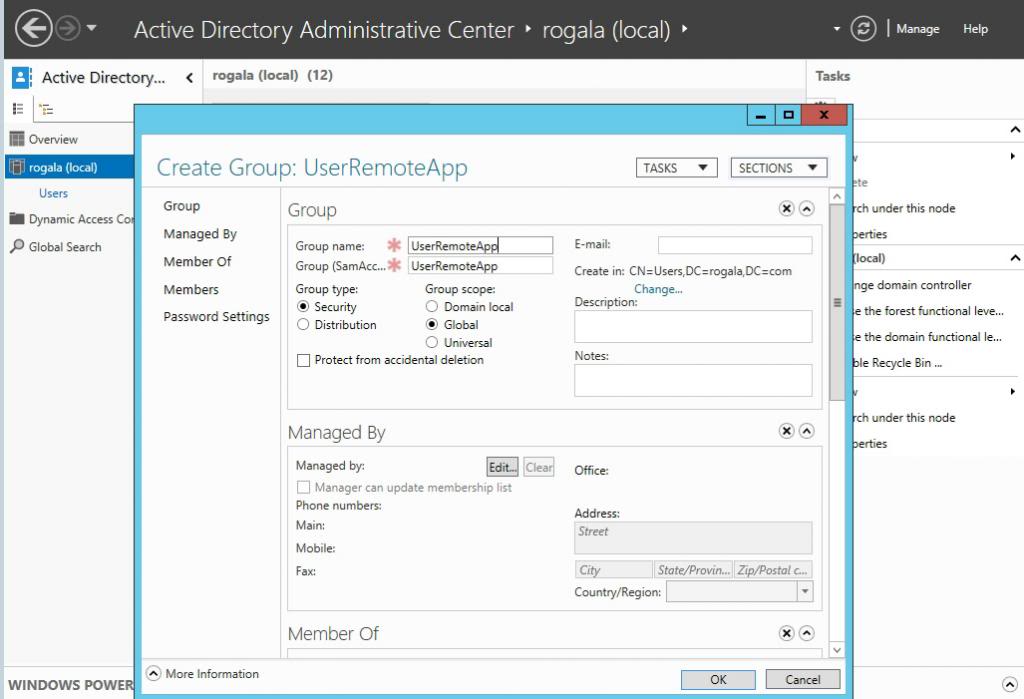 Active Directory Administrative Center • rogala (local) •
Manage
Help
Active Directory...
rogala (local) (12)
Tasks
Overview
rogala (local)
Users
Dynamic Access Con
Global Search
Create Group: UserRemoteApp
TASKS
SECTIONS
Group
Managed By
Member Of
Members
Password Settings
Group
Group name:
UserRemoteApp
Group (SamAcc...
UserRemoteApp
Group type:
Group scope:
Security
Domain local
Distribution
Global
Universal
Protect from accidental deletion
E-mail:
Create in: CN=Users,DC=rogala,DC=com
Change...
Description:
Notes:
Managed By
Managed by:
Edit...
Clear
Manager can update membership list
Phone numbers:
Main:
Mobile:
Fax:
Office:
Address:
Street
City
State/Provin...
Zip/Postal c...
Country/Region:
Member Of
More Information
OK
Cancel
ete
rch under this node
perties
(local)
nge domain controller
e the forest functional leve...
e the domain functional le...
ble Recycle Bin ...
rch under this node
perties
WINDOWS POWER